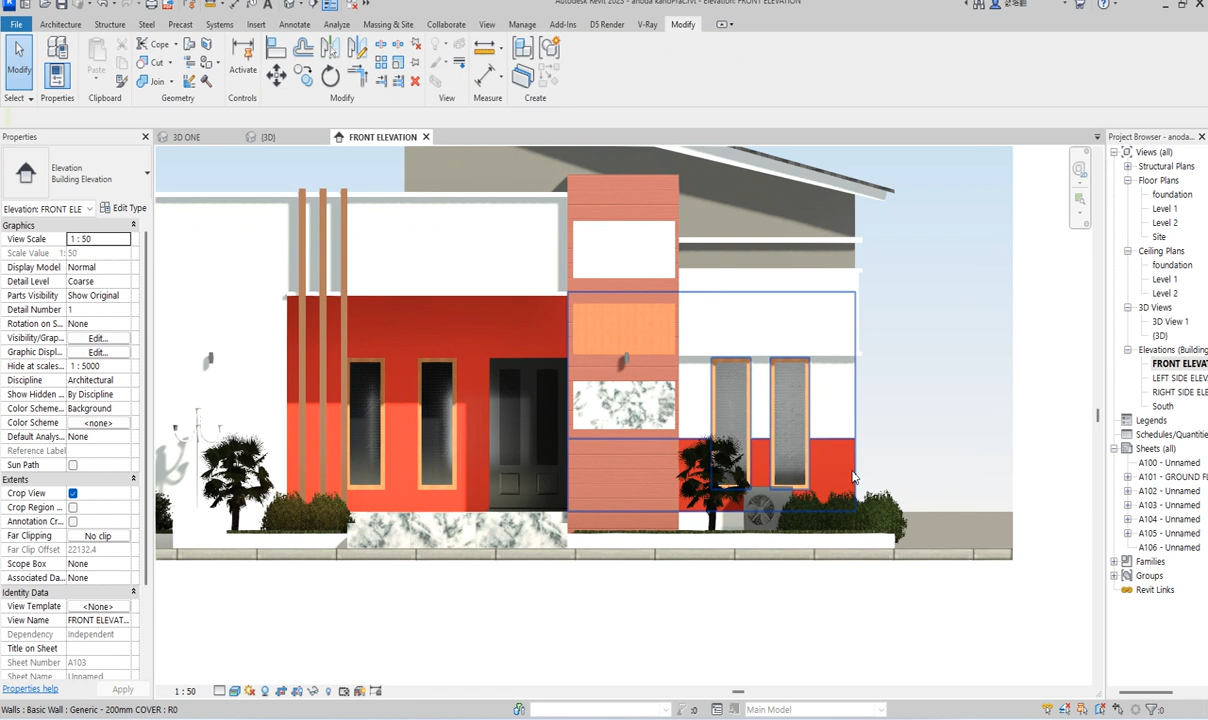 anoda kanoPrac.rvt - Elevation: FRONT ELEVATION
File Architecture Structure Steel Precast Systems Insert Annotate Analyze Massing & Site Collaborate View Manage Add-Ins D5 Render V-Ray Modify
Modify Properties Paste Cope Cut Join Activate
Select Properties Clipboard Geometry Controls Modify View Measure Create
Properties 3D ONE {3D} FRONT ELEVATION Project Browser - anoda...
Elevation
Building Elevation
Elevation: FRONT ELE Edit Type
Graphics
View Scale 1 : 50
Scale Value 1: 50
Display Model Normal
Detail Level Coarse
Parts Visibility Show Original
Detail Number 1
Rotation on S... None
Visibility/Grap... Edit...
Graphic Displ... Edit...
Hide at scales... 1 : 5000
Discipline Architectural
Show Hidden ... By Discipline
Color Scheme... Background
Color Scheme <none>
Default Analys... None
Reference Label...
Sun Path
Extents
Crop View
Crop Region ...
Annotation Cr...
Far Clipping No clip
Far Clip Offset 22132.4
Scope Box None
Associated Da... None
Identity Data
View Template <None>
View Name FRONT ELEVAT...
Dependency Independent
Title on Sheet
Sheet Number A103
Sheet Name Unnamed
Properties help Apply
Views (all)
Structural Plans
Floor Plans
foundation
Level 1
Level 2
Site
Ceiling Plans
foundation
Level 1
Level 2
3D Views
3D View 1
{3D}
Elevations (Building
FRONT ELEVAT
LEFT SIDE ELEV
RIGHT SIDE ELE
South
Legends
Schedules/Quantitie
Sheets (all)
A100 - Unnamed
A101 - GROUND FL
A102 - Unnamed
A103 - Unnamed
A104 - Unnamed
A105 - Unnamed
A106 - Unnamed
Families
Groups
Revit Links
1 : 50
Walls : Basic Wall : Generic - 200mm COVER : R0 :0 Main Model :0